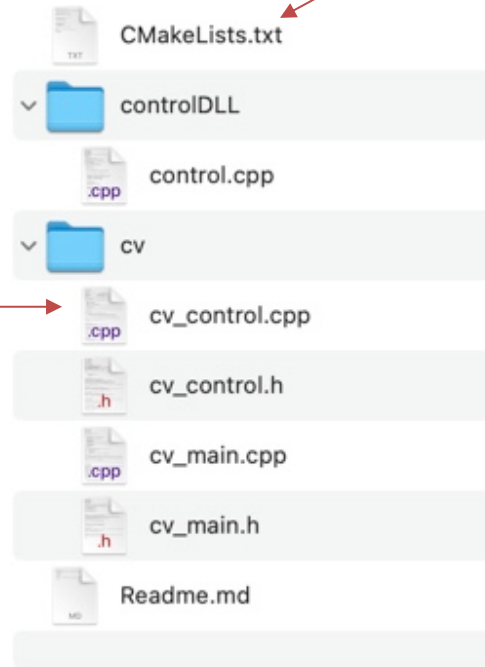 CMakeLists.txt
TXT
controlDLL
control.cpp
.cpp
cv
cv_control.cpp
.cpp
cv_control.h
.h
cv_main.cpp
.cpp
cv_main.h
.h
Readme.md
MD